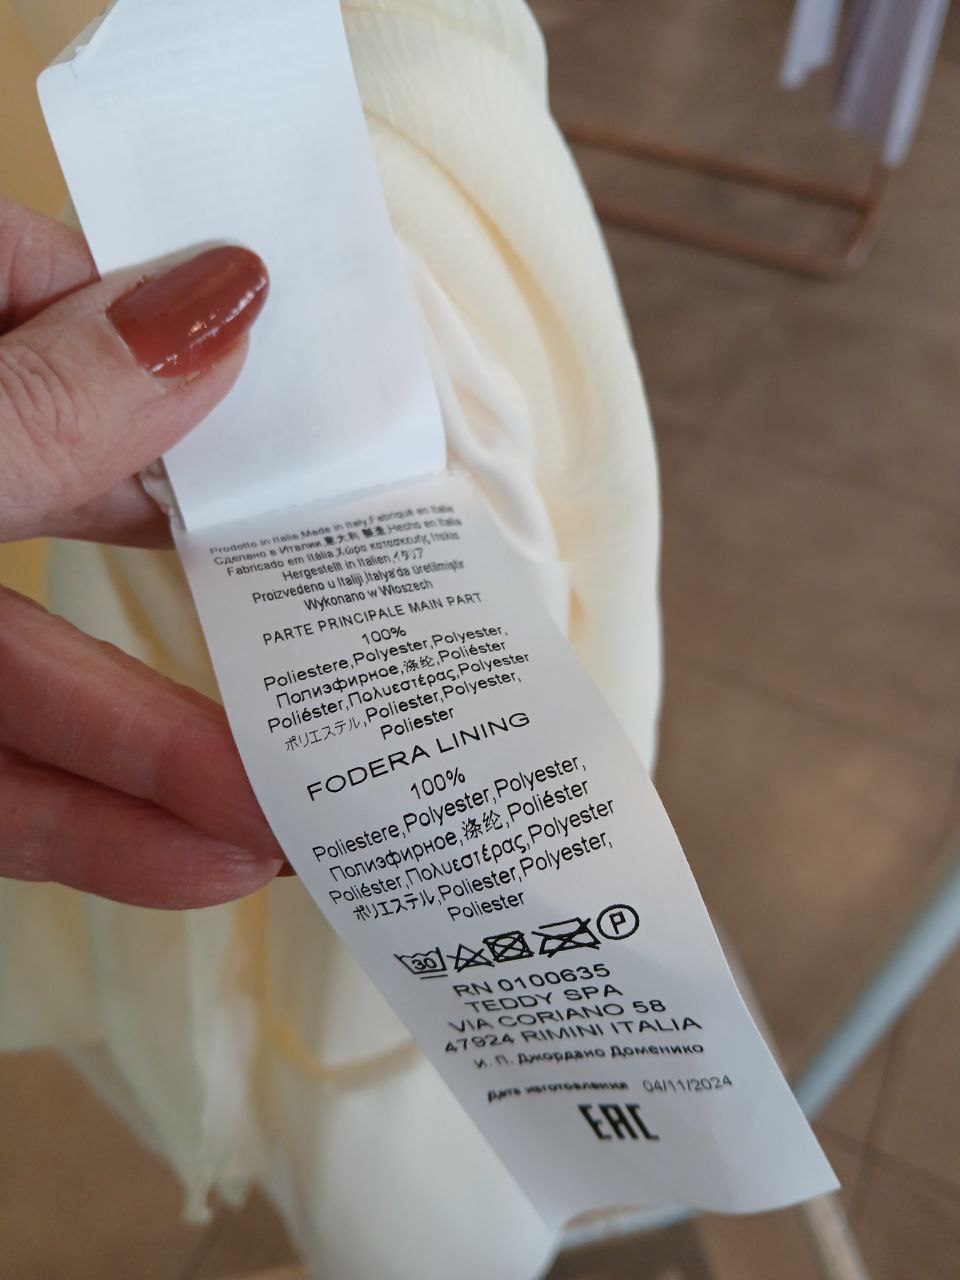 Prodotto in Italia,Made in Italy,Fabriqué en Italie
Сделано в Италии,意大利 製造,Hecho en Italia
Fabricado em Itália,Χώρα κατασκευής Ιταλία
Hergestellt in Italien,イタリア
Proizvedeno u Italiji,İtalya'da üretilmiştir
Wykonano w Włoszech
PARTE PRINCIPALE MAIN PART
100%
Poliestere,Polyester,Polyester,
Полиэфирное,涤纶,Poliéster
Poliéster,Πολυεστέρας,Polyester
ポリエステル,Poliester,Polyester,
Poliester
FODERA LINING
100%
Poliestere,Polyester,Polyester,
Полиэфирное,涤纶,Poliéster
Poliéster,Πολυεστέρας,Polyester
ポリエステル,Poliester,Polyester,
Poliester
30 P
RN 0100635
TEDDY SPA
VIA CORIANO 58
47924 RIMINI ITALIA
И. П. Джордано Доменико
Дата изготовления 04/11/2024
EAC